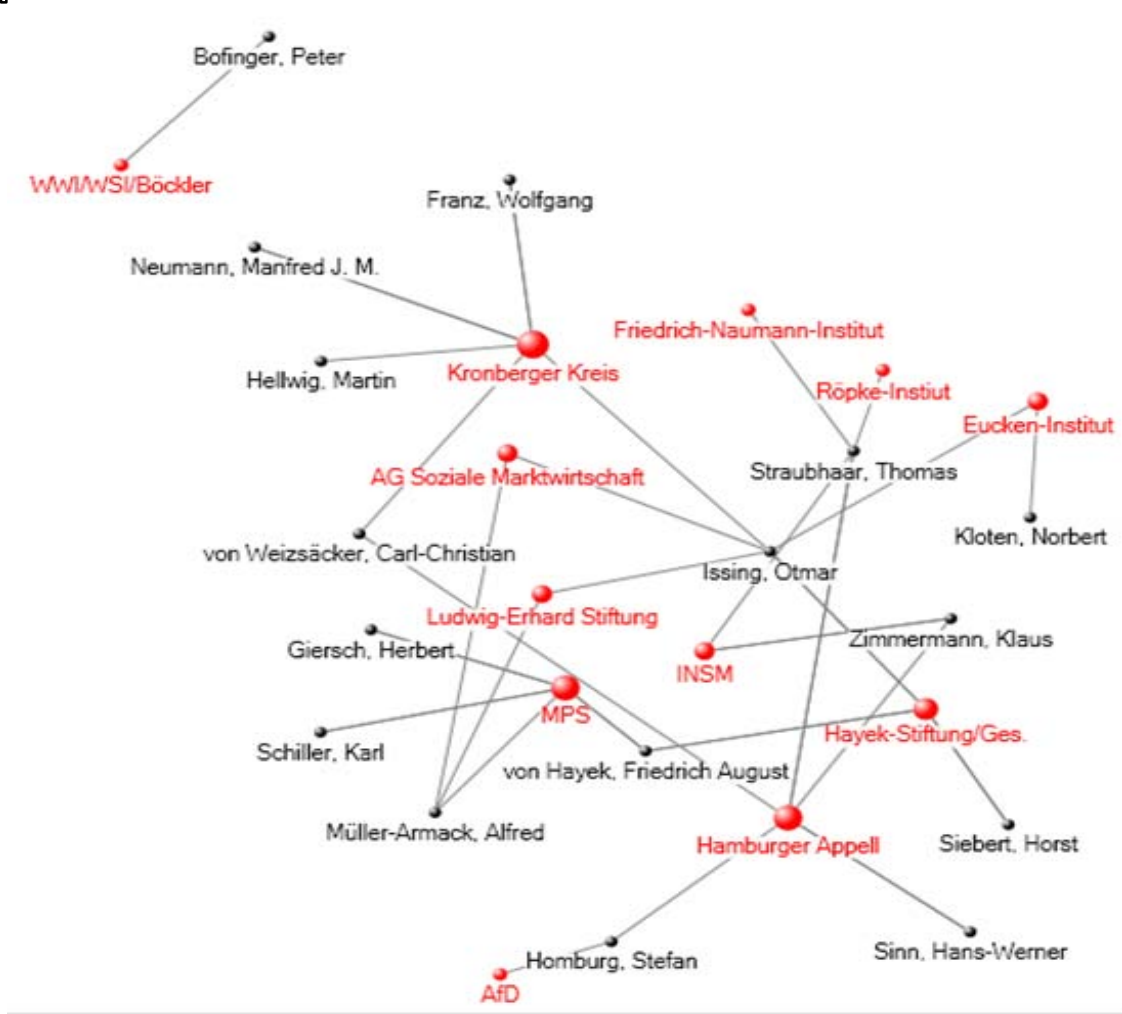 Bofinger, Peter
WWI/WSI/Böckler
Franz, Wolfgang
Neumann, Manfred J. M.
Friedrich-Naumann-Institut
Kronberger Kreis
Hellwig, Martin
Röpke-Instiut
Eucken-Institut
AG Soziale Marktwirtschaft
Straubhaar, Thomas
Kloten, Norbert
von Weizsäcker, Carl-Christian
Issing, Otmar
Ludwig-Erhard Stiftung
Zimmermann, Klaus
Giersch, Herbert
INSM
MPS
Hayek-Stiftung/Ges.
Schiller, Karl
von Hayek, Friedrich August
Müller-Armack, Alfred
Hamburger Appell
Siebert, Horst
Sinn, Hans-Werner
Homburg, Stefan
AfD